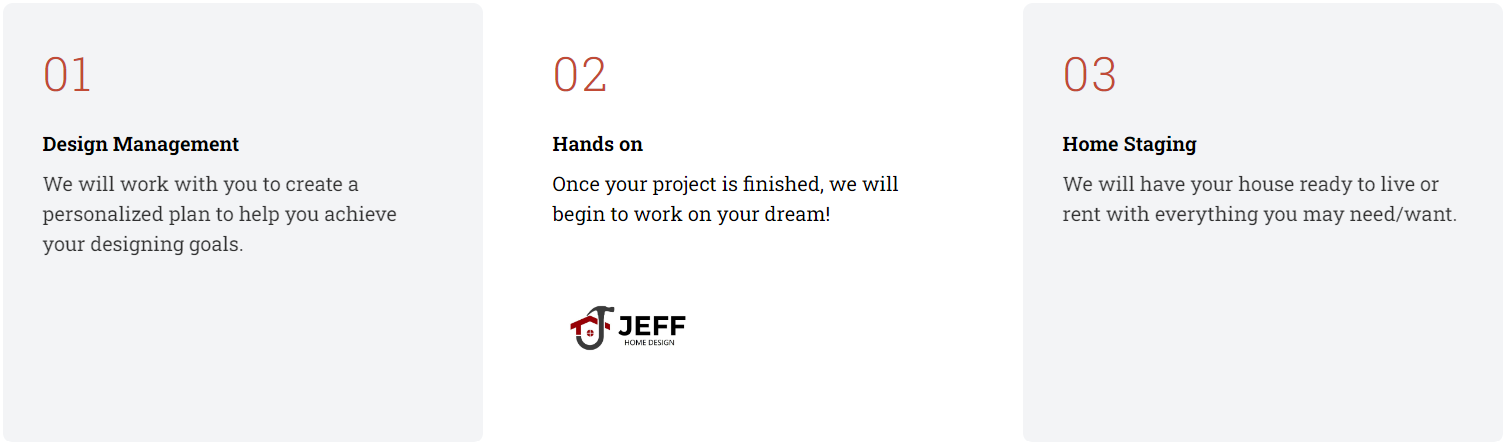 01
Design Management
We will work with you to create a
personalized plan to help you achieve
your designing goals.
02
Hands on
Once your project is finished, we will
begin to work on your dream!
JEFF
HOME DESIGN
03
Home Staging
We will have your house ready to live or
rent with everything you may need/want.